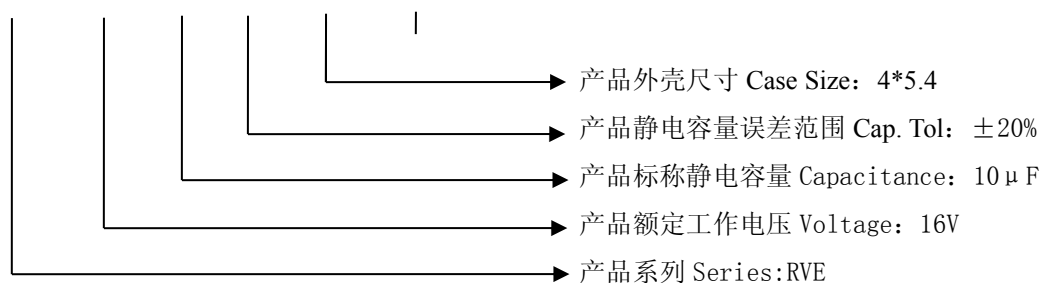 产品外壳尺寸 Case Size：4*5.4
产品静电容量误差范围 Cap. Tol：±20%
产品标称静电容量 Capacitance：10μF
产品额定工作电压 Voltage：16V
产品系列 Series:RVE